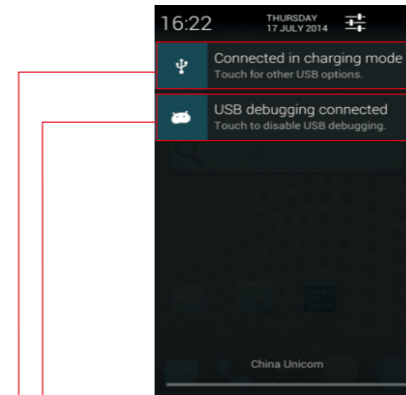 16:22
THURSDAY
17 JULY 2014
Connected in charging mode
Touch for other USB options.
USB debugging connected
Touch to disable USB debugging.
China Unicom